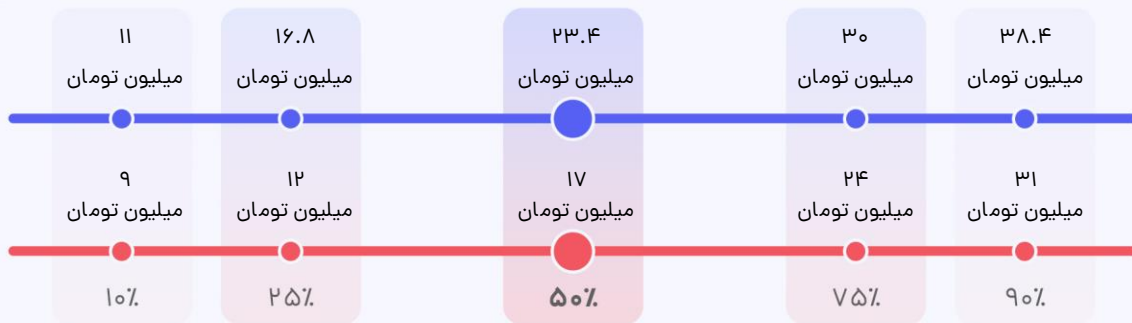 ۱۱ ۱۶.۸ ۲۳.۴ ۳۰ ۳۸.۴
میلیون تومان میلیون تومان میلیون تومان میلیون تومان میلیون تومان
۹ ۱۲ ۱۷ ۲۴ ۳۱
میلیون تومان میلیون تومان میلیون تومان میلیون تومان میلیون تومان
۱۰٪ ۲۵٪ ۵۰٪ ۷۵٪ ۹۰٪